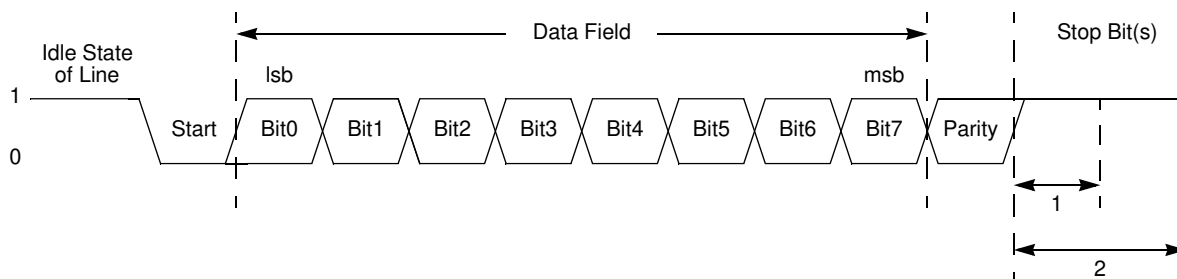 Data Field
Stop Bit(s)
Idle State
of Line
lsb
msb
1
Start
Bit0
Bit1
Bit2
Bit3
Bit4
Bit5
Bit6
Bit7
Parity
0
1
2